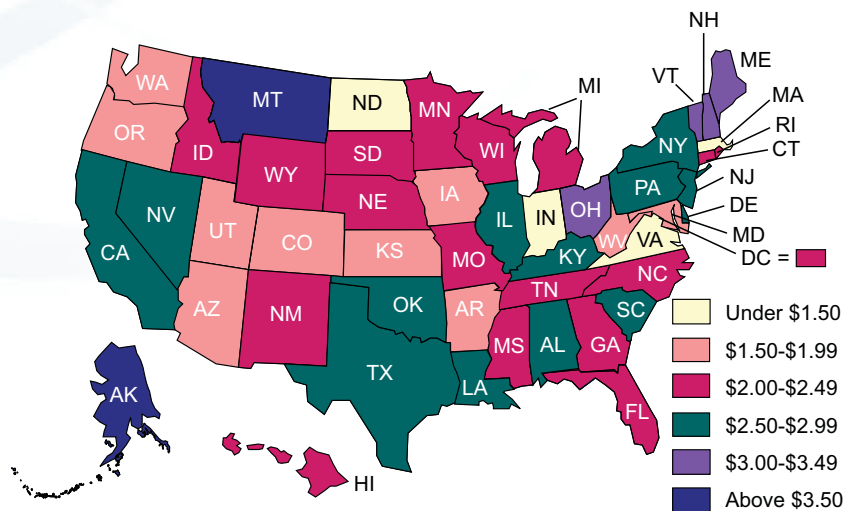 NH
ME
VT
MI
MA
RI
CT
NJ
DE
MD
DC =
WA
MT
ND
MN
OR
ID
WY
SD
WI
NY
NE
IA
PA
NV
UT
CO
KS
IL
IN
OH
WV
VA
CA
MO
KY
NC
TN
AZ
NM
OK
AR
SC
MS
AL
GA
TX
LA
FL
AK
HI
Under $1.50
$1.50-$1.99
$2.00-$2.49
$2.50-$2.99
$3.00-$3.49
Above $3.50